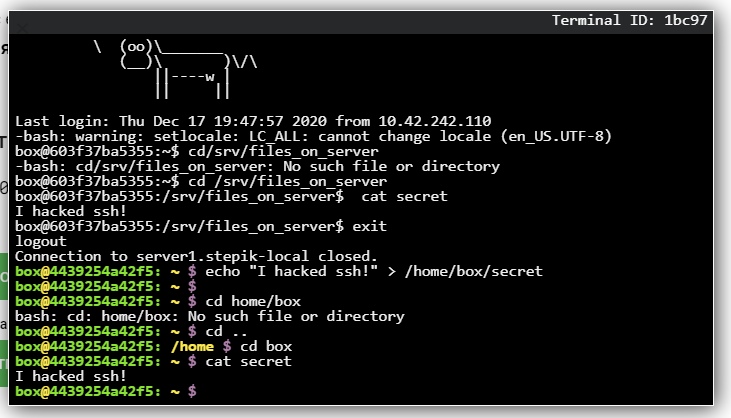 Terminal ID: 1bc97
        \  (oo)\_______
           (__)\       )\/\
               ||----w |
               ||     ||
Last login: Thu Dec 17 19:47:57 2020 from 10.42.242.110
-bash: warning: setlocale: LC_ALL: cannot change locale (en_US.UTF-8)
box@603f37ba5355:~$ cd/srv/files_on_server
-bash: cd/srv/files_on_server: No such file or directory
box@603f37ba5355:~$ cd /srv/files_on_server
box@603f37ba5355:/srv/files_on_server$  cat secret
I hacked ssh!
box@603f37ba5355:/srv/files_on_server$ exit
logout
Connection to server1.stepik-local closed.
box@4439254a42f5: ~ $ echo "I hacked ssh!" > /home/box/secret
box@4439254a42f5: ~ $
box@4439254a42f5: ~ $ cd home/box
bash: cd: home/box: No such file or directory
box@4439254a42f5: ~ $ cd ..
box@4439254a42f5: /home $ cd box
box@4439254a42f5: ~ $ cat secret
I hacked ssh!
box@4439254a42f5: ~ $